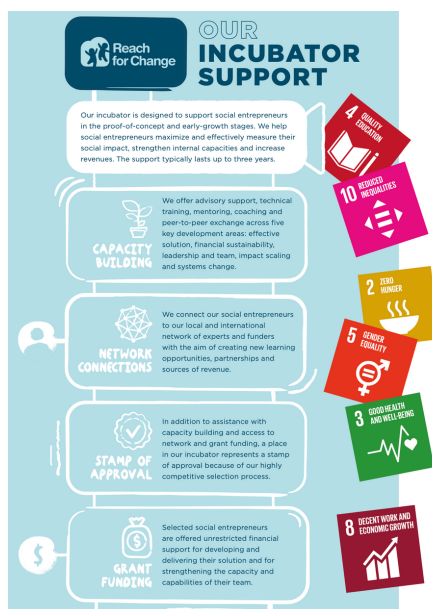 Reach
for Change
OUR
INCUBATOR
SUPPORT
Our incubator is designed to support social entrepreneurs
in the proof-of-concept and early-growth stages. We help
social entrepreneurs maximize and effectively measure their
social impact, strengthen internal capacities and increase
revenues. The support typically lasts up to three years.
4 QUALITY
EDUCATION
10 REDUCED
INEQUALITIES
CAPACITY
BUILDING
We offer advisory support, technical
training, mentoring, coaching and
peer-to-peer exchange across five
key development areas: effective
solution, financial sustainability,
leadership and team, impact scaling
and systems change.
2 ZERO
HUNGER
NETWORK
CONNECTIONS
We connect our social entrepreneurs
to our local and international
network of experts and funders
with the aim of creating new learning
opportunities, partnerships and
sources of revenue.
5 GENDER
EQUALITY
3 GOOD HEALTH
AND WELL-BEING
STAMP OF
APPROVAL
In addition to assistance with
capacity building and access to
network and grant funding, a place
in our incubator represents a stamp
of approval because of our highly
competitive selection process.
8 DECENT WORK AND
ECONOMIC GROWTH
$
$
GRANT
FUNDING
Selected social entrepreneurs
are offered unrestricted financial
support for developing and
delivering their solution and for
strengthening the capacity and
capabilities of their team.